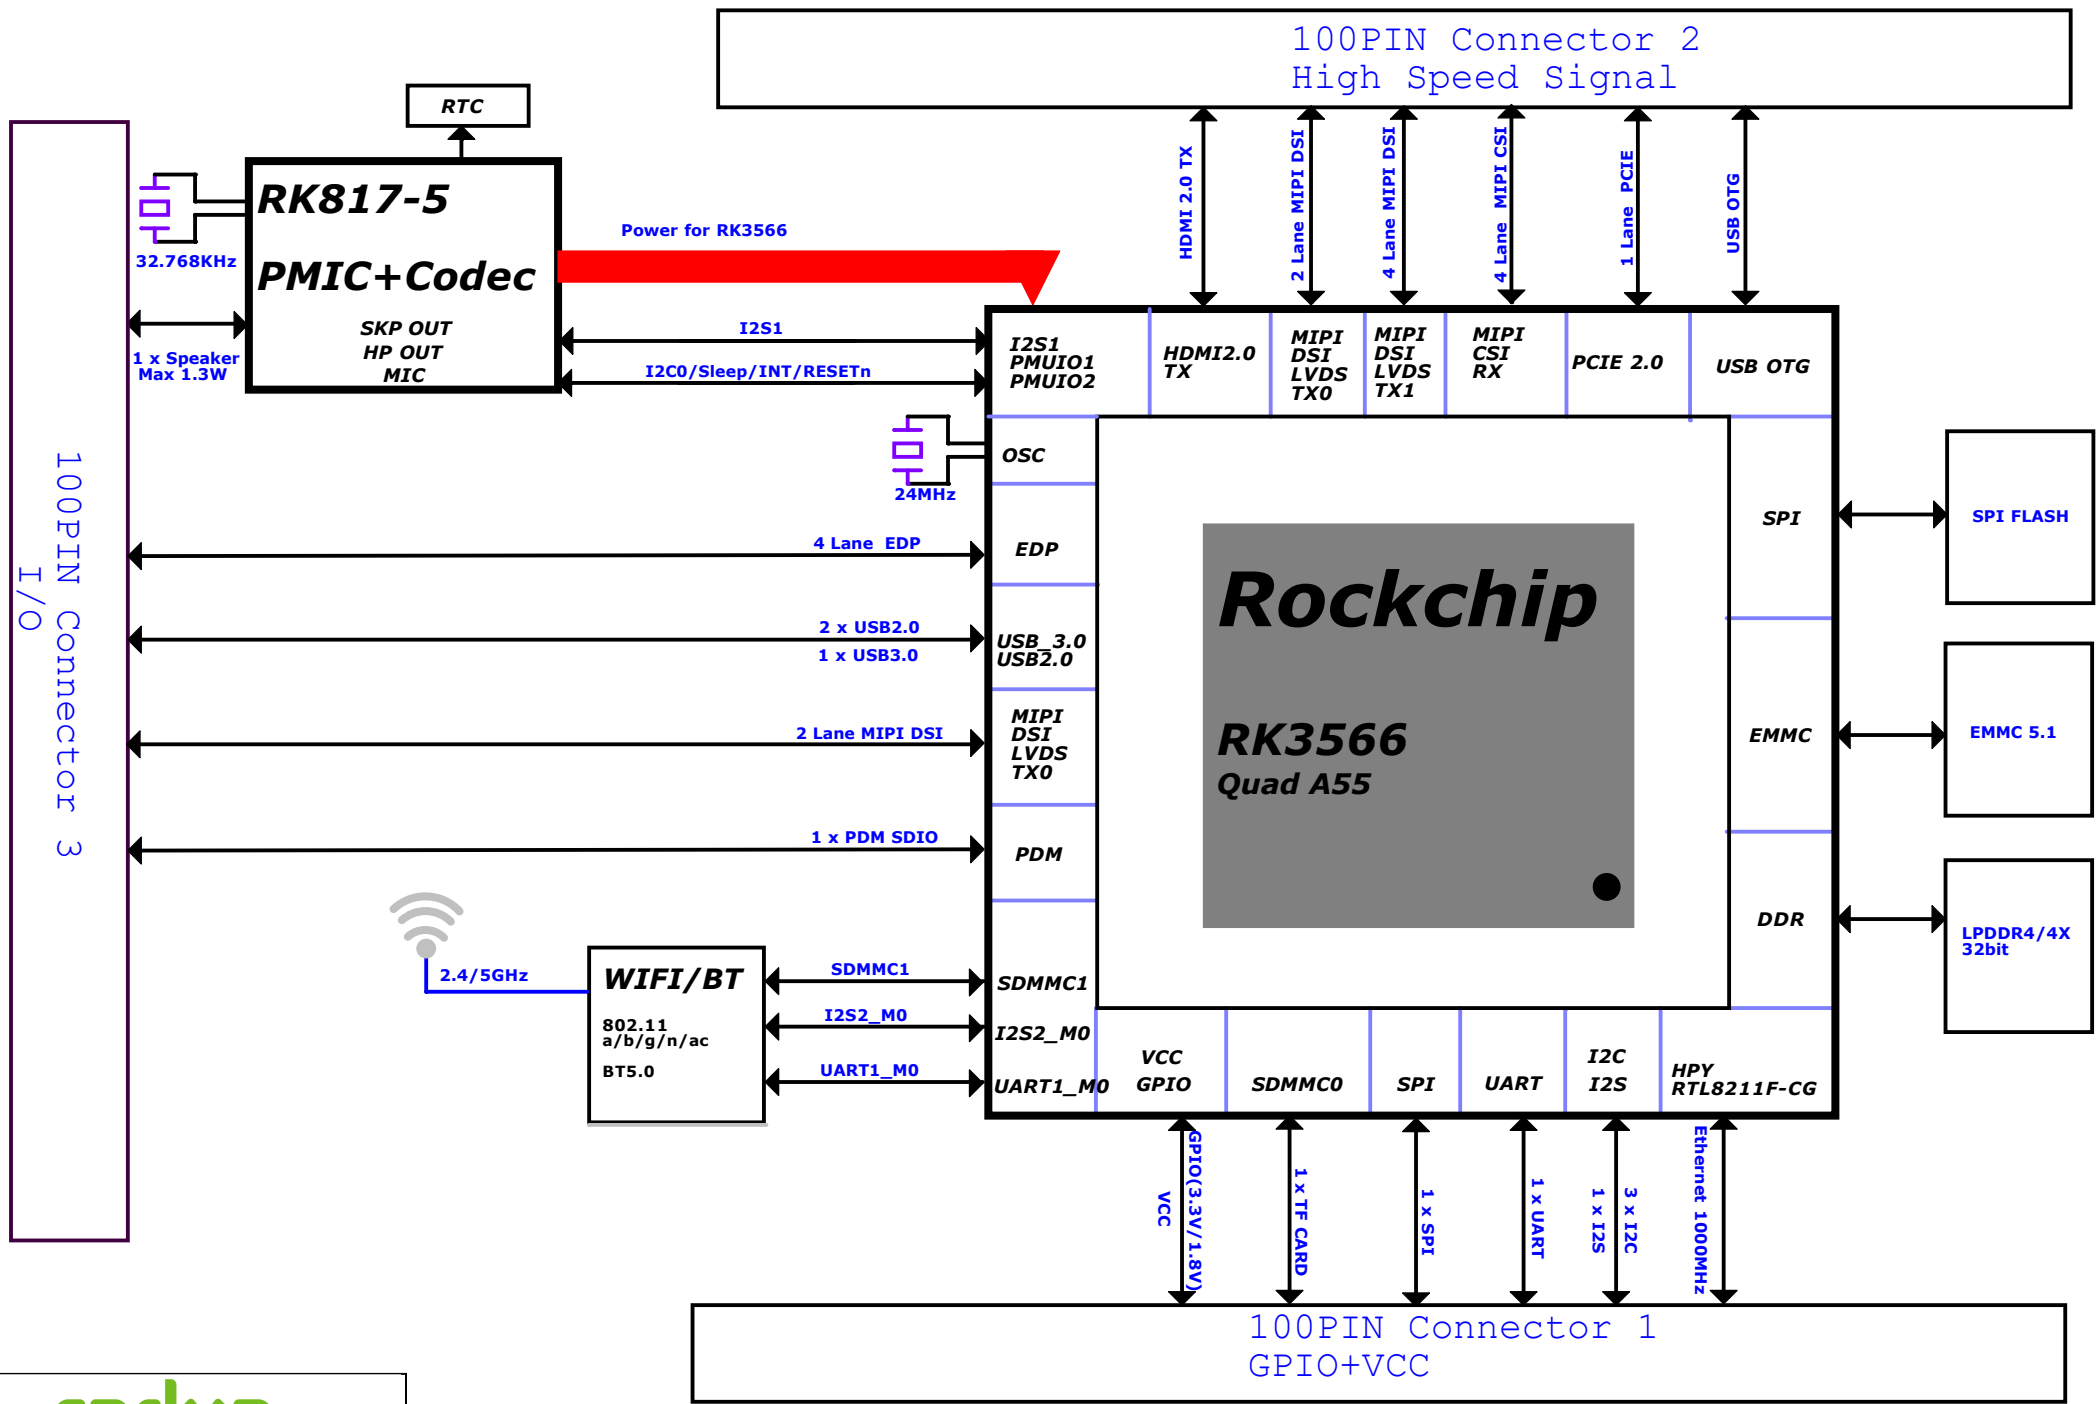 100PIN Connector 2
High Speed Signal
RTC
RK817-5
PMIC+Codec
SKP OUT
HP OUT
MIC
32.768KHz
1 x Speaker
Max 1.3W
Power for RK3566
I2S1
I2C0/Sleep/INT/RESETn
HDMI 2.0 TX
2 Lane MIPI DSI
4 Lane MIPI DSI
4 Lane MIPI CSI
1 Lane PCIE
USB OTG
I2S1
PMUIO1
PMUIO2
HDMI2.0
TX
MIPI
DSI
LVDS
TX0
MIPI
DSI
LVDS
TX1
MIPI
CSI
RX
PCIE 2.0
USB OTG
OSC
24MHz
100PIN Connector 3
I/O
4 Lane EDP
EDP
2 x USB2.0
1 x USB3.0
USB_3.0
USB2.0
2 Lane MIPI DSI
MIPI
DSI
LVDS
TX0
1 x PDM SDIO
PDM
Rockchip
RK3566
Quad A55
SPI
SPI FLASH
EMMC
EMMC 5.1
DDR
LPDDR4/4X
32bit
2.4/5GHz
WIFI/BT
802.11
a/b/g/n/ac
BT5.0
SDMMC1
I2S2_M0
UART1_M0
SDMMC1
I2S2_M0
UART1_M0
VCC
GPIO
SDMMC0
SPI
UART
I2C
I2S
HPY
RTL8211F-CG
GPIO(3.3V/1.8V)
VCC
1 x TF CARD
1 x SPI
1 x UART
3 x I2C
1 x I2S
Ethernet 1000MHz
100PIN Connector 1
GPIO+VCC